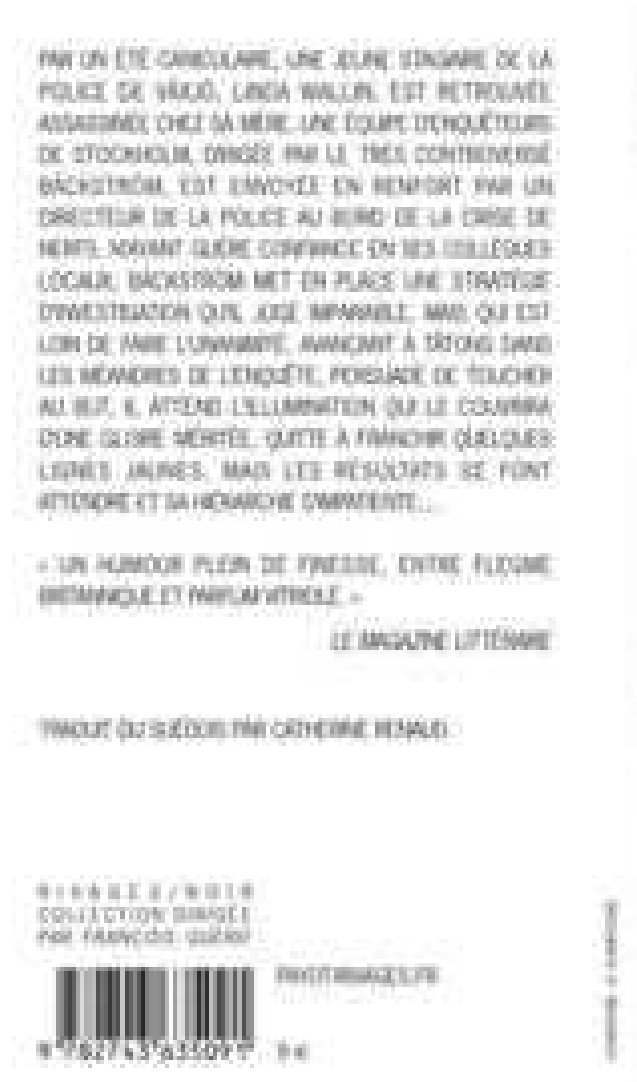 PAR UN ÉTÉ CANICULAIRE, UNE JEUNE STAGIAIRE DE LA
POLICE DE VÄXJÖ, LINDA WALLIN, EST RETROUVÉE
ASSASSINÉE CHEZ SA MÈRE. UNE ÉQUIPE D'ENQUÊTEURS
DE STOCKHOLM, DIRIGÉE PAR LE TRÈS CONTROVERSÉ
BÄCKSTRÖM, EST ENVOYÉE EN RENFORT PAR UN
DIRECTEUR DE LA POLICE AU BORD DE LA CRISE DE
NERFS. N'AYANT GUÈRE CONFIANCE EN SES COLLÈGUES
LOCAUX, BÄCKSTRÖM MET EN PLACE UNE STRATÉGIE
D'INVESTIGATION QU'IL JUGE IMPARABLE, MAIS QUI EST
LOIN DE FAIRE L'UNANIMITÉ. AVANÇANT À TÂTONS DANS
LES MÉANDRES DE L'ENQUÊTE, PERSUADÉ DE TOUCHER
AU BUT, IL ATTEND L'ILLUMINATION QUI LE COUVRIRA
D'UNE GLOIRE MÉRITÉE, QUITTE À FRANCHIR QUELQUES
LIGNES JAUNES. MAIS LES RÉSULTATS SE FONT
ATTENDRE ET SA HIÉRARCHIE S'IMPATIENTE...
« UN HUMOUR PLEIN DE FINESSE, ENTRE FLEGME
BRITANNIQUE ET PARFUM VITRIOLÉ. »
LE MAGAZINE LITTÉRAIRE
TRADUIT DU SUÉDOIS PAR CATHERINE RENAUD
RIVAGES/NOIR
COLLECTION DIRIGÉE
PAR FRANÇOIS GUÉRIF
PAYOT-RIVAGES.FR
9 782743 635091
9 €